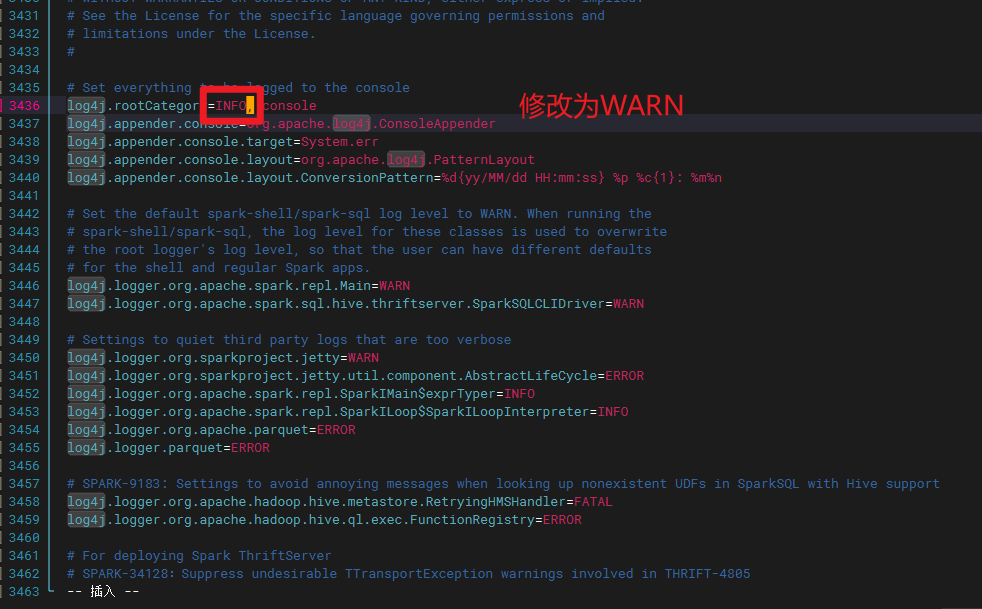 3430 # WITHOUT WARRANTIES OR CONDITIONS OF ANY KIND, either express or implied.
3431 # See the License for the specific language governing permissions and
3432 # limitations under the License.
3433 #
3434
3435 # Set everything to be logged to the console
3436 log4j.rootCategory=INFO, console 修改为WARN
3437 log4j.appender.console=org.apache.log4j.ConsoleAppender
3438 log4j.appender.console.target=System.err
3439 log4j.appender.console.layout=org.apache.log4j.PatternLayout
3440 log4j.appender.console.layout.ConversionPattern=%d{yy/MM/dd HH:mm:ss} %p %c{1}: %m%n
3441
3442 # Set the default spark-shell/spark-sql log level to WARN. When running the
3443 # spark-shell/spark-sql, the log level for these classes is used to overwrite
3444 # the root logger's log level, so that the user can have different defaults
3445 # for the shell and regular Spark apps.
3446 log4j.logger.org.apache.spark.repl.Main=WARN
3447 log4j.logger.org.apache.spark.sql.hive.thriftserver.SparkSQLCLIDriver=WARN
3448
3449 # Settings to quiet third party logs that are too verbose
3450 log4j.logger.org.sparkproject.jetty=WARN
3451 log4j.logger.org.sparkproject.jetty.util.component.AbstractLifeCycle=ERROR
3452 log4j.logger.org.apache.spark.repl.SparkIMain$exprTyper=INFO
3453 log4j.logger.org.apache.spark.repl.SparkILoop$SparkILoopInterpreter=INFO
3454 log4j.logger.org.apache.parquet=ERROR
3455 log4j.logger.parquet=ERROR
3456
3457 # SPARK-9183: Settings to avoid annoying messages when looking up nonexistent UDFs in SparkSQL with Hive support
3458 log4j.logger.org.apache.hadoop.hive.metastore.RetryingHMSHandler=FATAL
3459 log4j.logger.org.apache.hadoop.hive.ql.exec.FunctionRegistry=ERROR
3460
3461 # For deploying Spark ThriftServer
3462 # SPARK-34128: Suppress undesirable TTransportException warnings involved in THRIFT-4805
3463 -- 插入 --